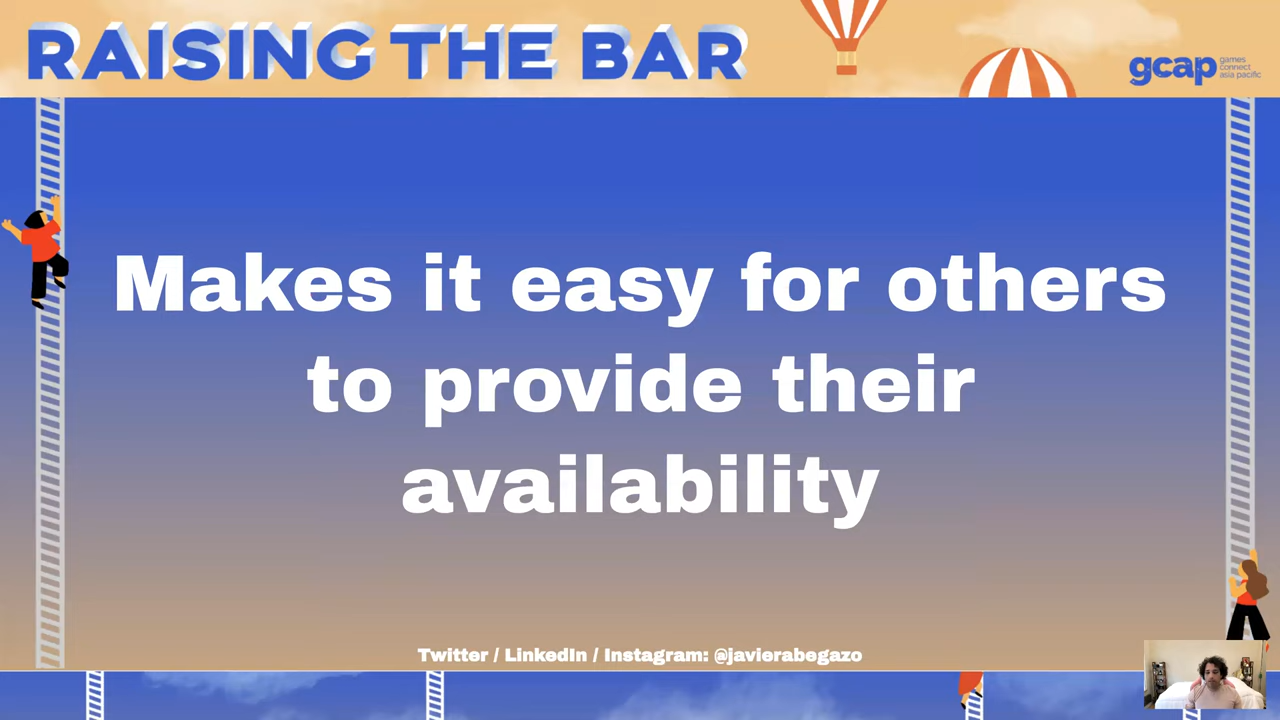 RAISING THE BAR
gcap
games
connect
asia pacific
Makes it easy for others
to provide their
availability
Twitter / LinkedIn / Instagram: @javierabegazo